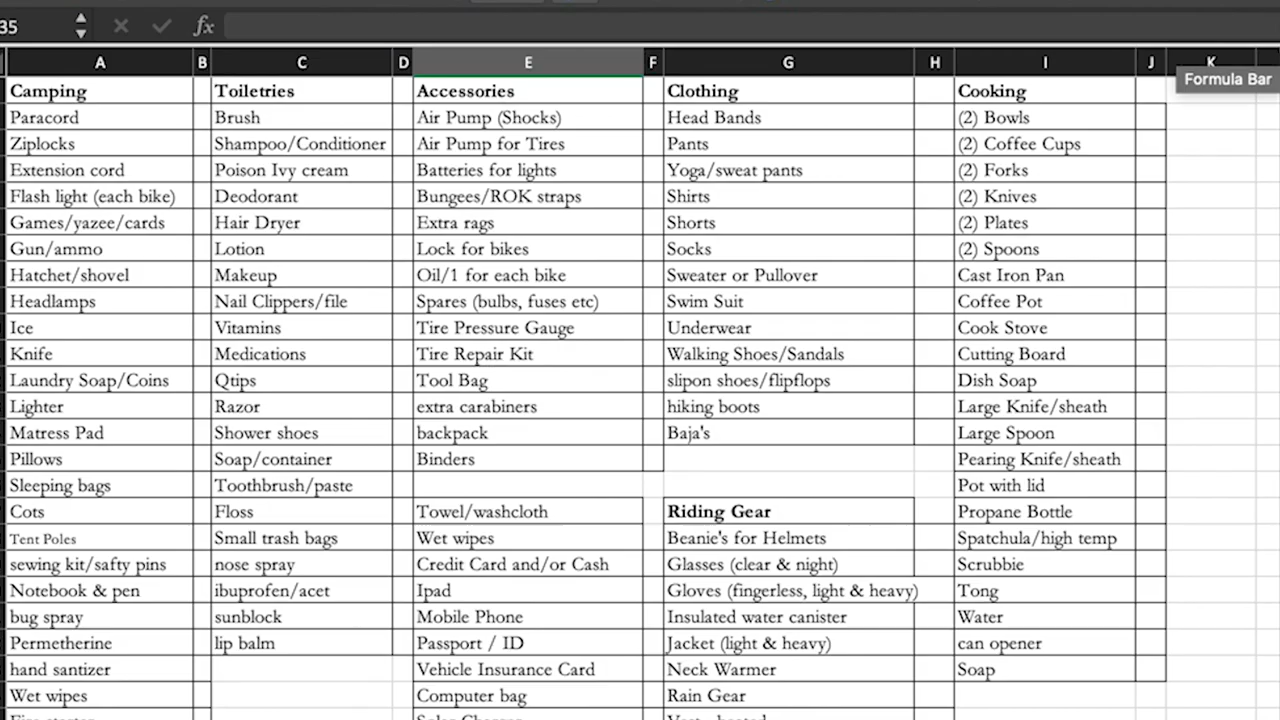 35 fx
A B C D E F G H I J K
Formula Bar
Camping Toiletries Accessories Clothing Cooking
Paracord Brush Air Pump (Shocks) Head Bands (2) Bowls
Ziplocks Shampoo/Conditioner Air Pump for Tires Pants (2) Coffee Cups
Extension cord Poison Ivy cream Batteries for lights Yoga/sweat pants (2) Forks
Flash light (each bike) Deodorant Bungees/ROK straps Shirts (2) Knives
Games/yazee/cards Hair Dryer Extra rags Shorts (2) Plates
Gun/ammo Lotion Lock for bikes Socks (2) Spoons
Hatchet/shovel Makeup Oil/1 for each bike Sweater or Pullover Cast Iron Pan
Headlamps Nail Clippers/file Spares (bulbs, fuses etc) Swim Suit Coffee Pot
Ice Vitamins Tire Pressure Gauge Underwear Cook Stove
Knife Medications Tire Repair Kit Walking Shoes/Sandals Cutting Board
Laundry Soap/Coins Qtips Tool Bag slipon shoes/flipflops Dish Soap
Lighter Razor extra carabiners hiking boots Large Knife/sheath
Matress Pad Shower shoes backpack Baja's Large Spoon
Pillows Soap/container Binders Pearing Knife/sheath
Sleeping bags Toothbrush/paste Pot with lid
Cots Floss Towel/washcloth Riding Gear Propane Bottle
Tent Poles Small trash bags Wet wipes Beanie's for Helmets Spatchula/high temp
sewing kit/safty pins nose spray Credit Card and/or Cash Glasses (clear & night) Scrubbie
Notebook & pen ibuprofen/acet Ipad Gloves (fingerless, light & heavy) Tong
bug spray sunblock Mobile Phone Insulated water canister Water
Permetherine lip balm Passport / ID Jacket (light & heavy) can opener
hand santizer Vehicle Insurance Card Neck Warmer Soap
Wet wipes Computer bag Rain Gear